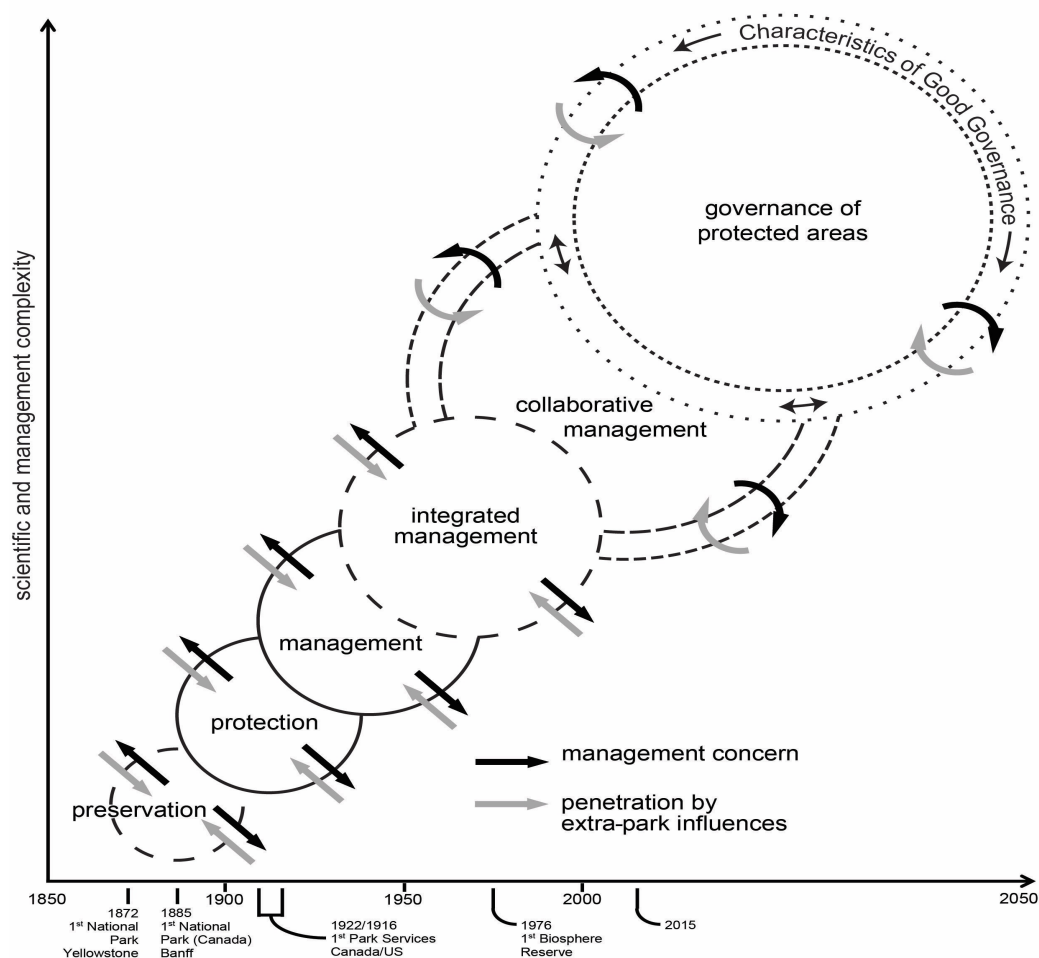 scientific and management complexity
Characteristics of Good Governance
governance of
protected areas
collaborative
management
integrated
management
management
protection
preservation
management concern
penetration by
extra-park influences
1850
1900
1950
2000
2050
1872
1st National
Park
Yellowstone
1885
1st National
Park (Canada)
Banff
1922/1916
1st Park Services
Canada/US
1976
1st Biosphere
Reserve
2015